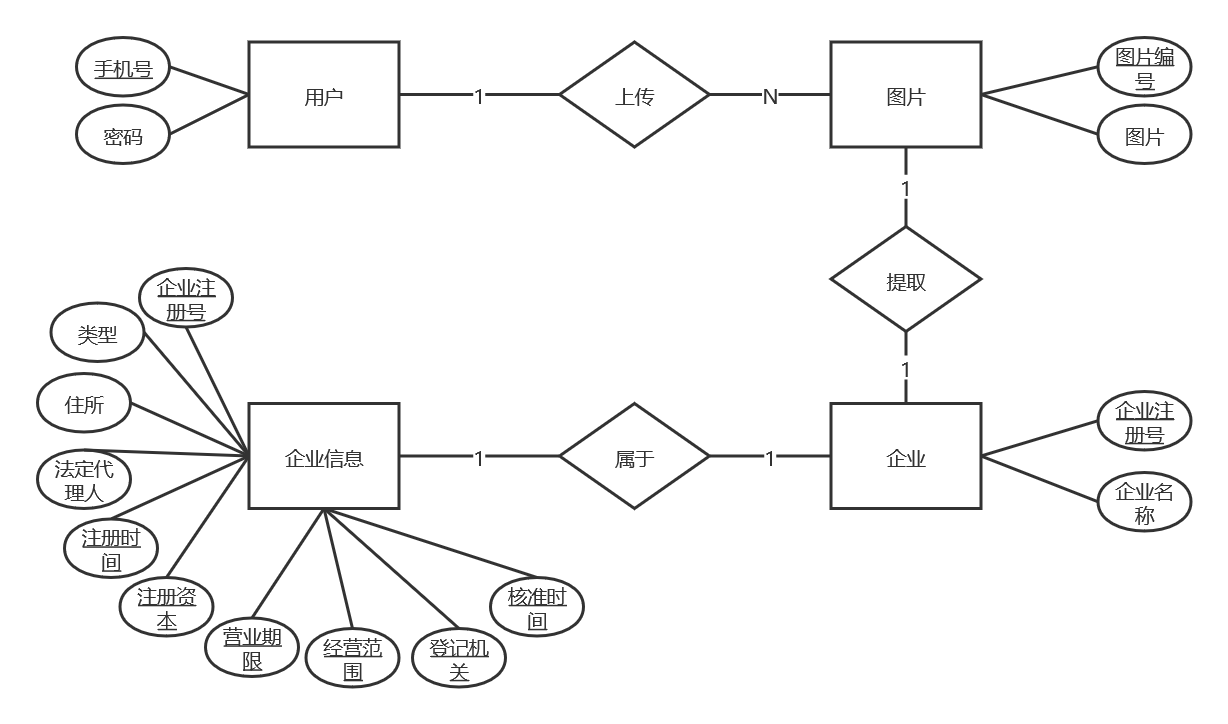 手机号
密码
用户
1
上传
N
图片
图片编
号
图片
1
提取
1
企业注
册号
类型
住所
法定代
理人
注册时
间
注册资
本
营业期
限
经营范
围
登记机
关
核准时
间
企业信息
1
属于
1
企业
企业注
册号
企业名
称